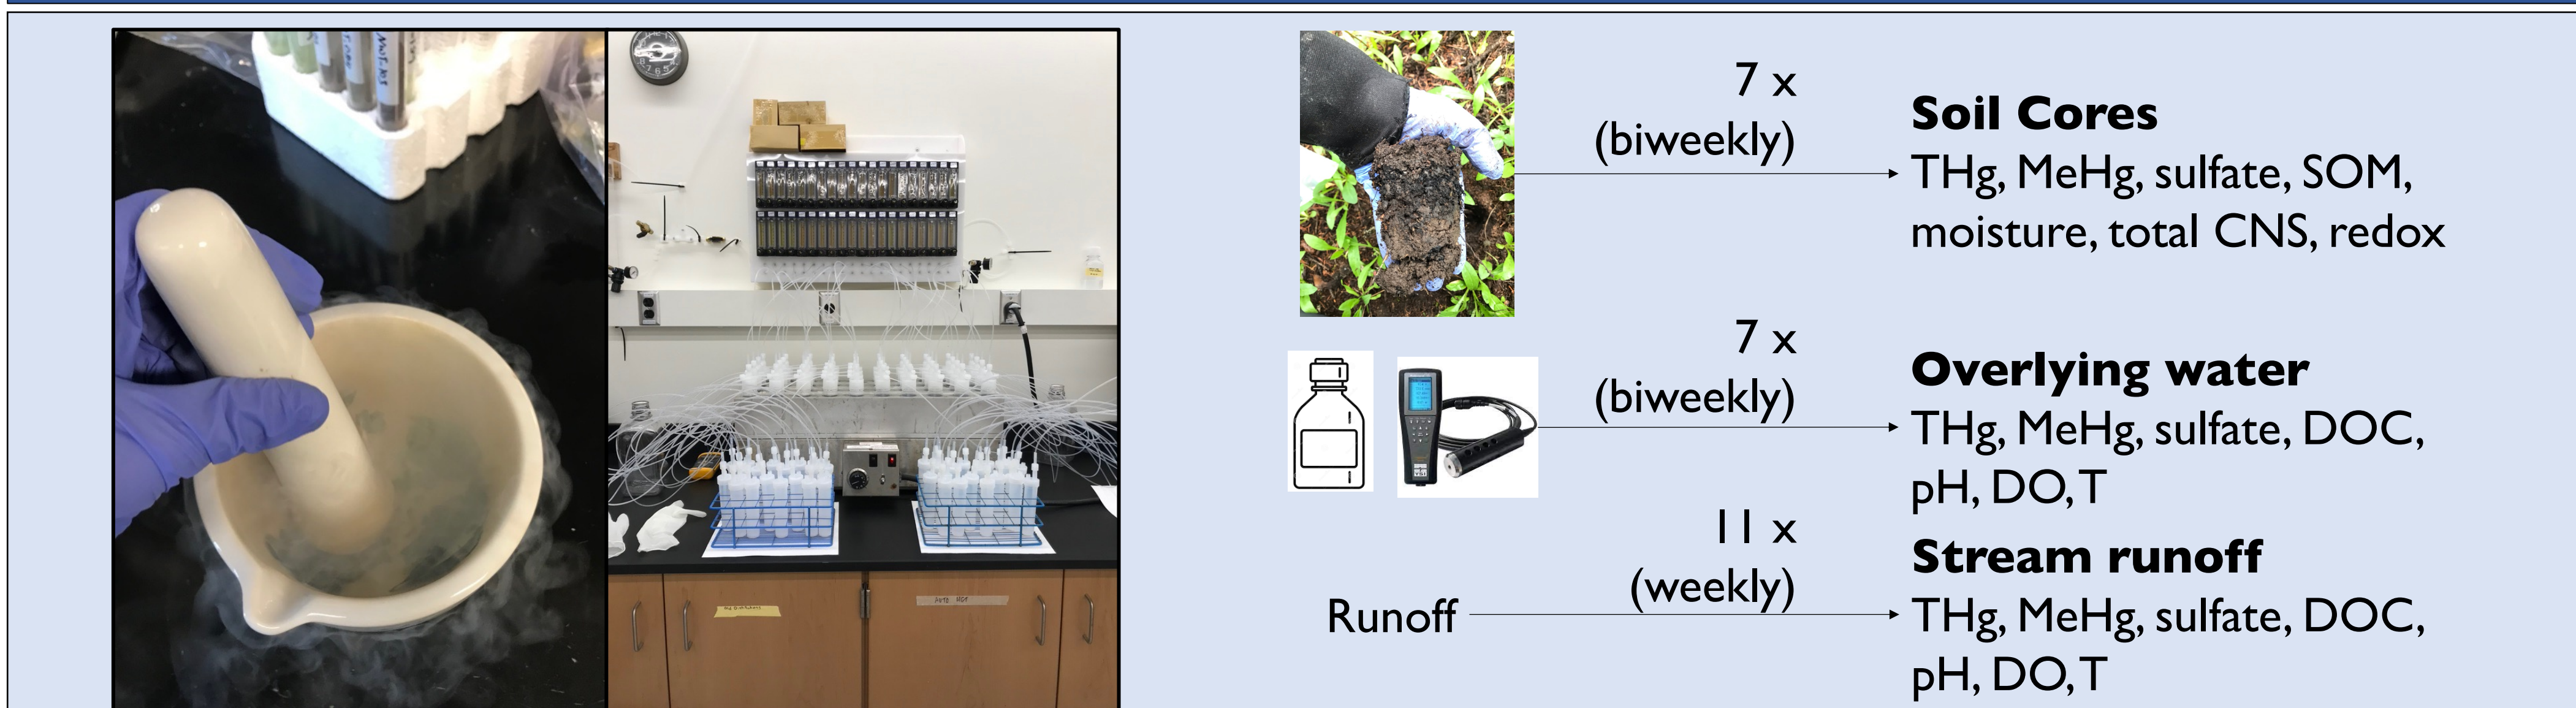 7 x
(biweekly)
Soil Cores
THg, MeHg, sulfate, SOM,
moisture, total CNS, redox
7 x
(biweekly)
Overlying water
THg, MeHg, sulfate, DOC,
pH, DO, T
11 x
(weekly)
Runoff
Stream runoff
THg, MeHg, sulfate, DOC,
pH, DO, T